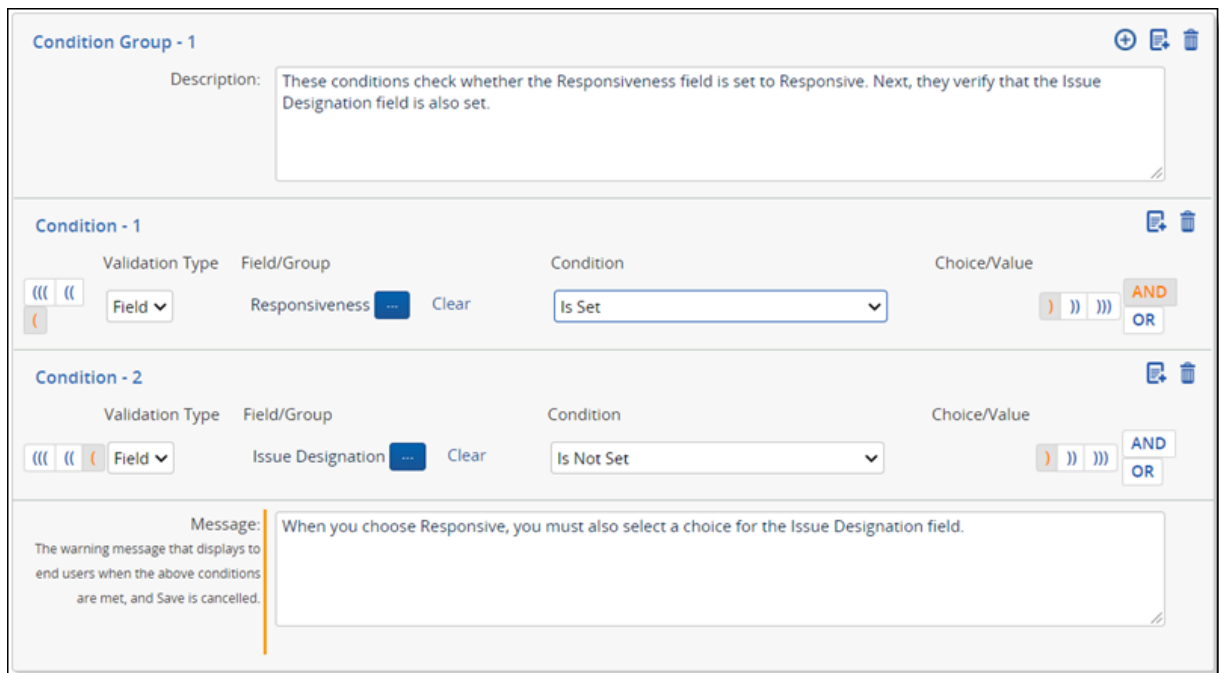 Condition Group - 1
Description:
These conditions check whether the Responsiveness field is set to Responsive. Next, they verify that the Issue
Designation field is also set.
Condition - 1
Validation Type Field/Group Condition Choice/Value
((( (( ( Field Responsiveness ... Clear Is Set ) )) ))) AND
OR
Condition - 2
Validation Type Field/Group Condition Choice/Value
((( (( ( Field Issue Designation ... Clear Is Not Set ) )) ))) AND
OR
Message:
The warning message that displays to
end users when the above conditions
are met, and Save is cancelled.
When you choose Responsive, you must also select a choice for the Issue Designation field.